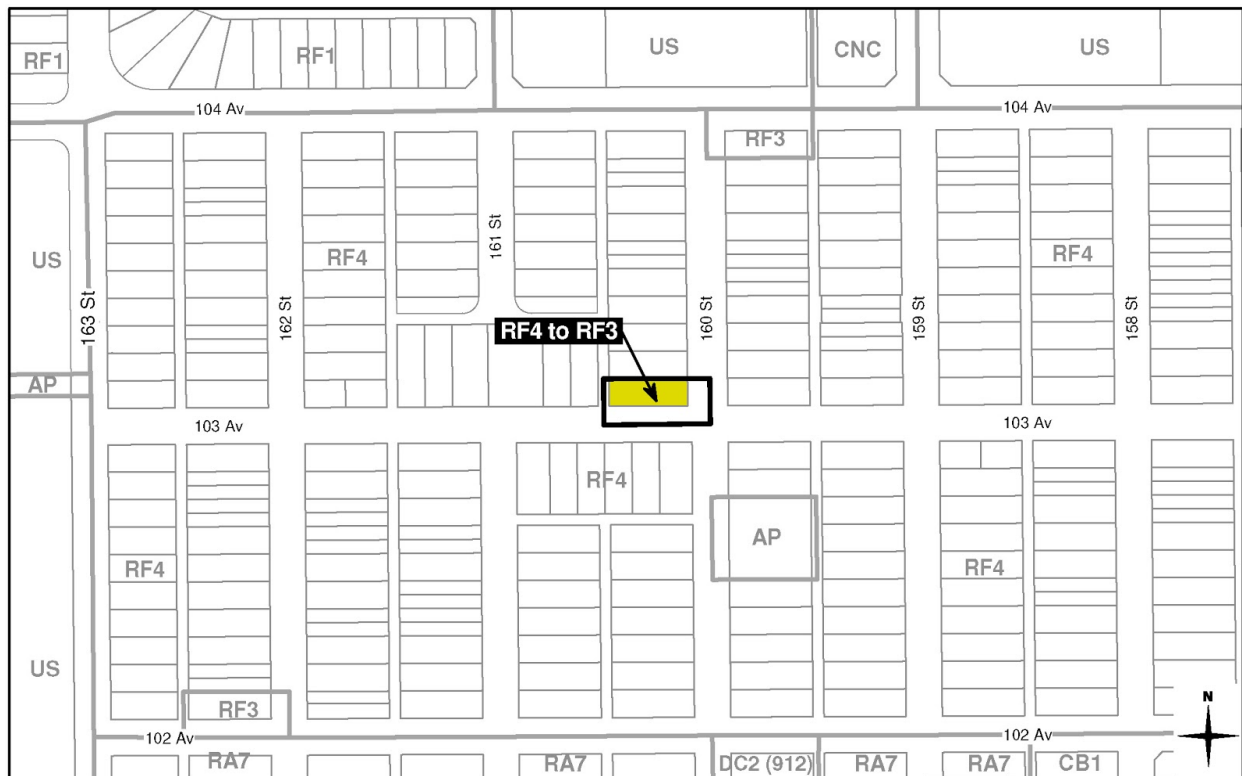 RF1
RF1
US
CNC
US
104 Av
104 Av
RF3
US
RF4
161 St
RF4
163 St
162 St
160 St
159 St
158 St
RF4 to RF3
AP
103 Av
103 Av
RF4
AP
RF4
RF4
US
RF3
N
102 Av
102 Av
RA7
RA7
DC2 (912)
RA7
RA7
CB1